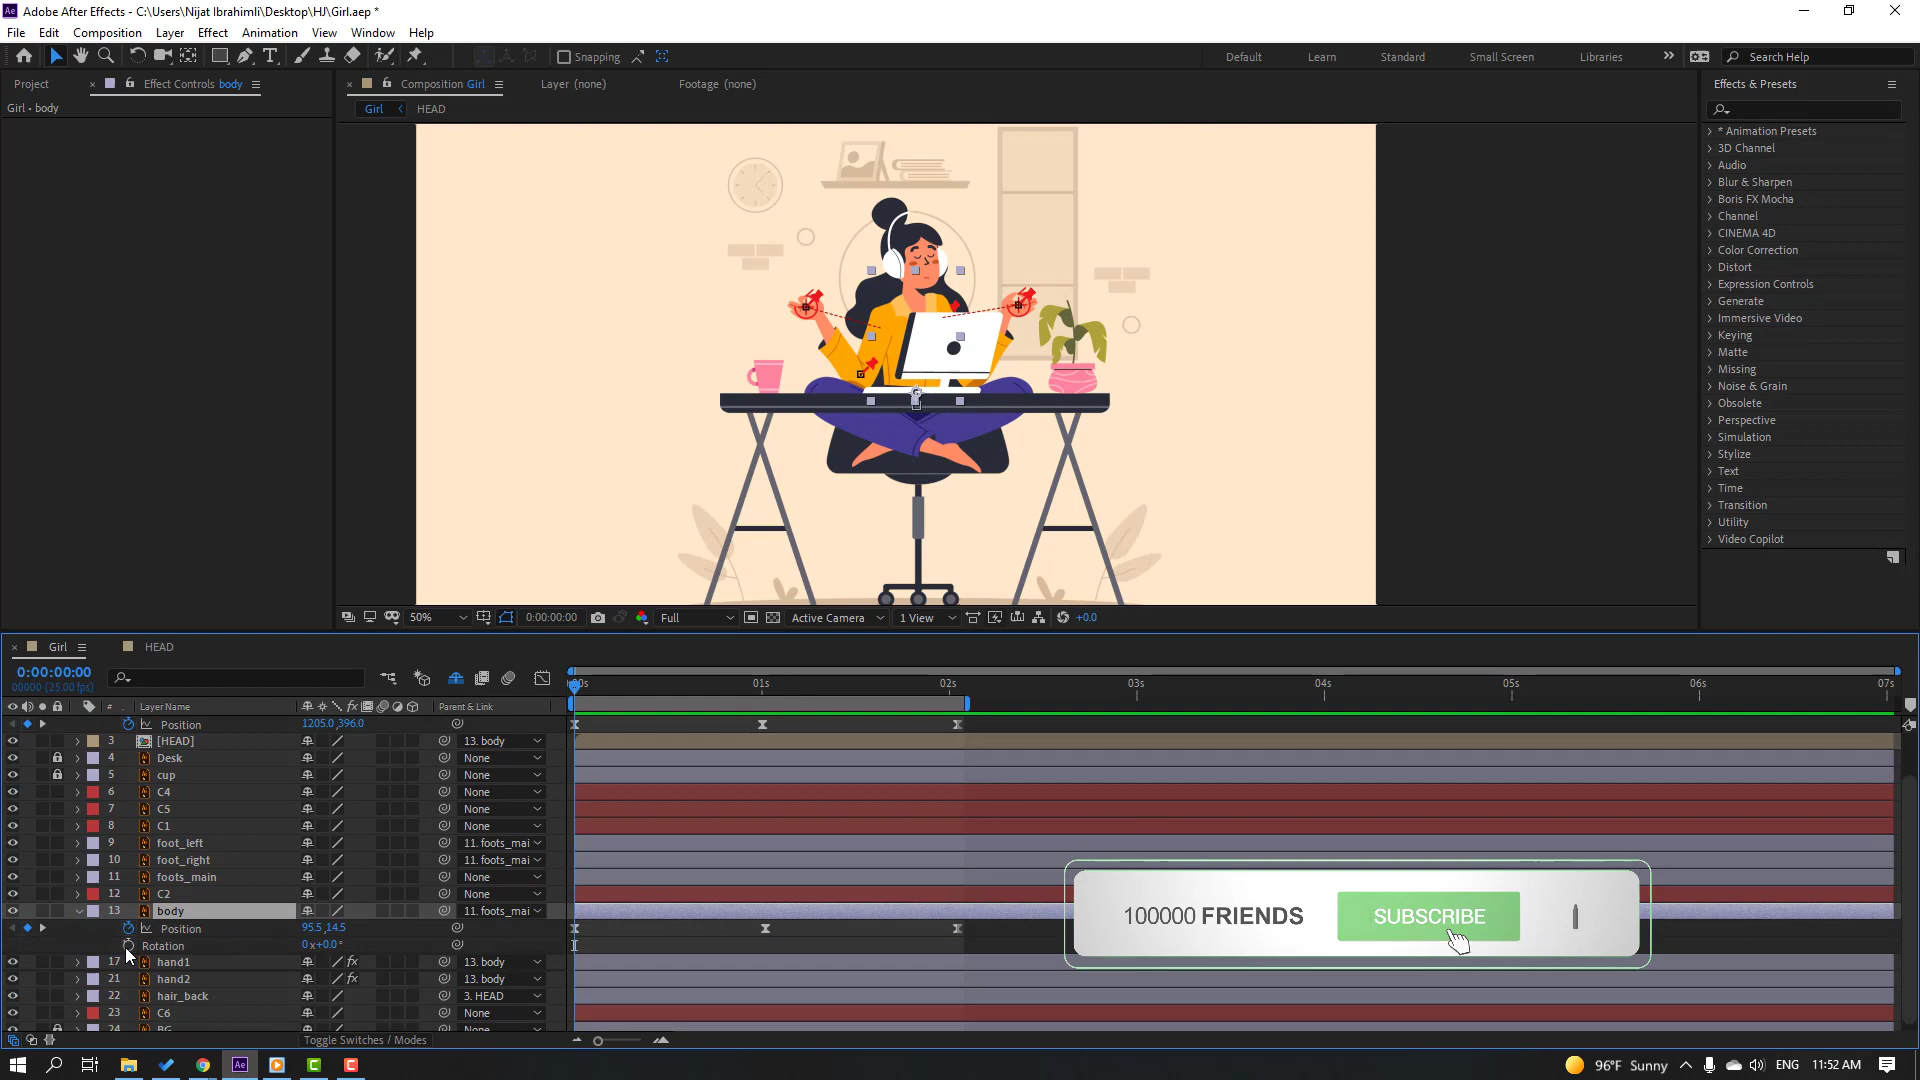 Adobe After Effects - C:\Users\Nijat Ibrahimli\Desktop\HJ\Girl.aep *
File Edit Composition Layer Effect Animation View Window Help
Snapping
Default Learn Standard Small Screen Libraries
Search Help
Project
Effect Controls body
Composition Girl
Layer (none)
Footage (none)
Effects & Presets
Girl • body
Girl HEAD
* Animation Presets
3D Channel
Audio
Blur & Sharpen
Boris FX Mocha
Channel
CINEMA 4D
Color Correction
Distort
Expression Controls
Generate
Immersive Video
Keying
Matte
Missing
Noise & Grain
Obsolete
Perspective
Simulation
Stylize
Text
Time
Transition
Utility
Video Copilot
50% 0:00:00:00 Full Active Camera 1 View +0.0
Girl HEAD
0:00:00:00
00000 (25.00 fps)
01s 02s 03s 04s 05s 06s 07s
# Layer Name Parent & Link
Position 1205.0,396.0
3 [HEAD] 13. body
4 Desk None
5 cup None
6 C4 None
7 C5 None
8 C1 None
9 foot_left 11. foots_mai
10 foot_right 11. foots_mai
11 foots_main None
12 C2 None
13 body 11. foots_mai
Position 95.5,14.5
Rotation 0x+0.0°
17 hand1 13. body
21 hand2 13. body
22 hair_back 3. HEAD
23 C6 None
24 BG None
Toggle Switches / Modes
100000 FRIENDS SUBSCRIBE
96°F Sunny ENG 11:52 AM